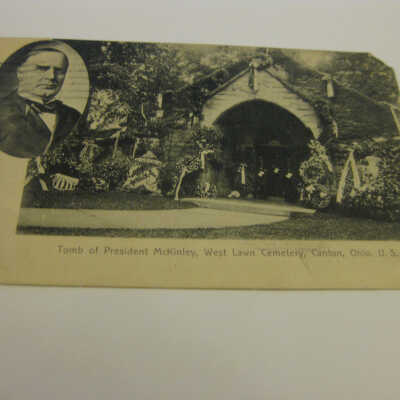 Tomb of President McKinley, West Lawn Cemetery, Canton, Ohio. U. S.